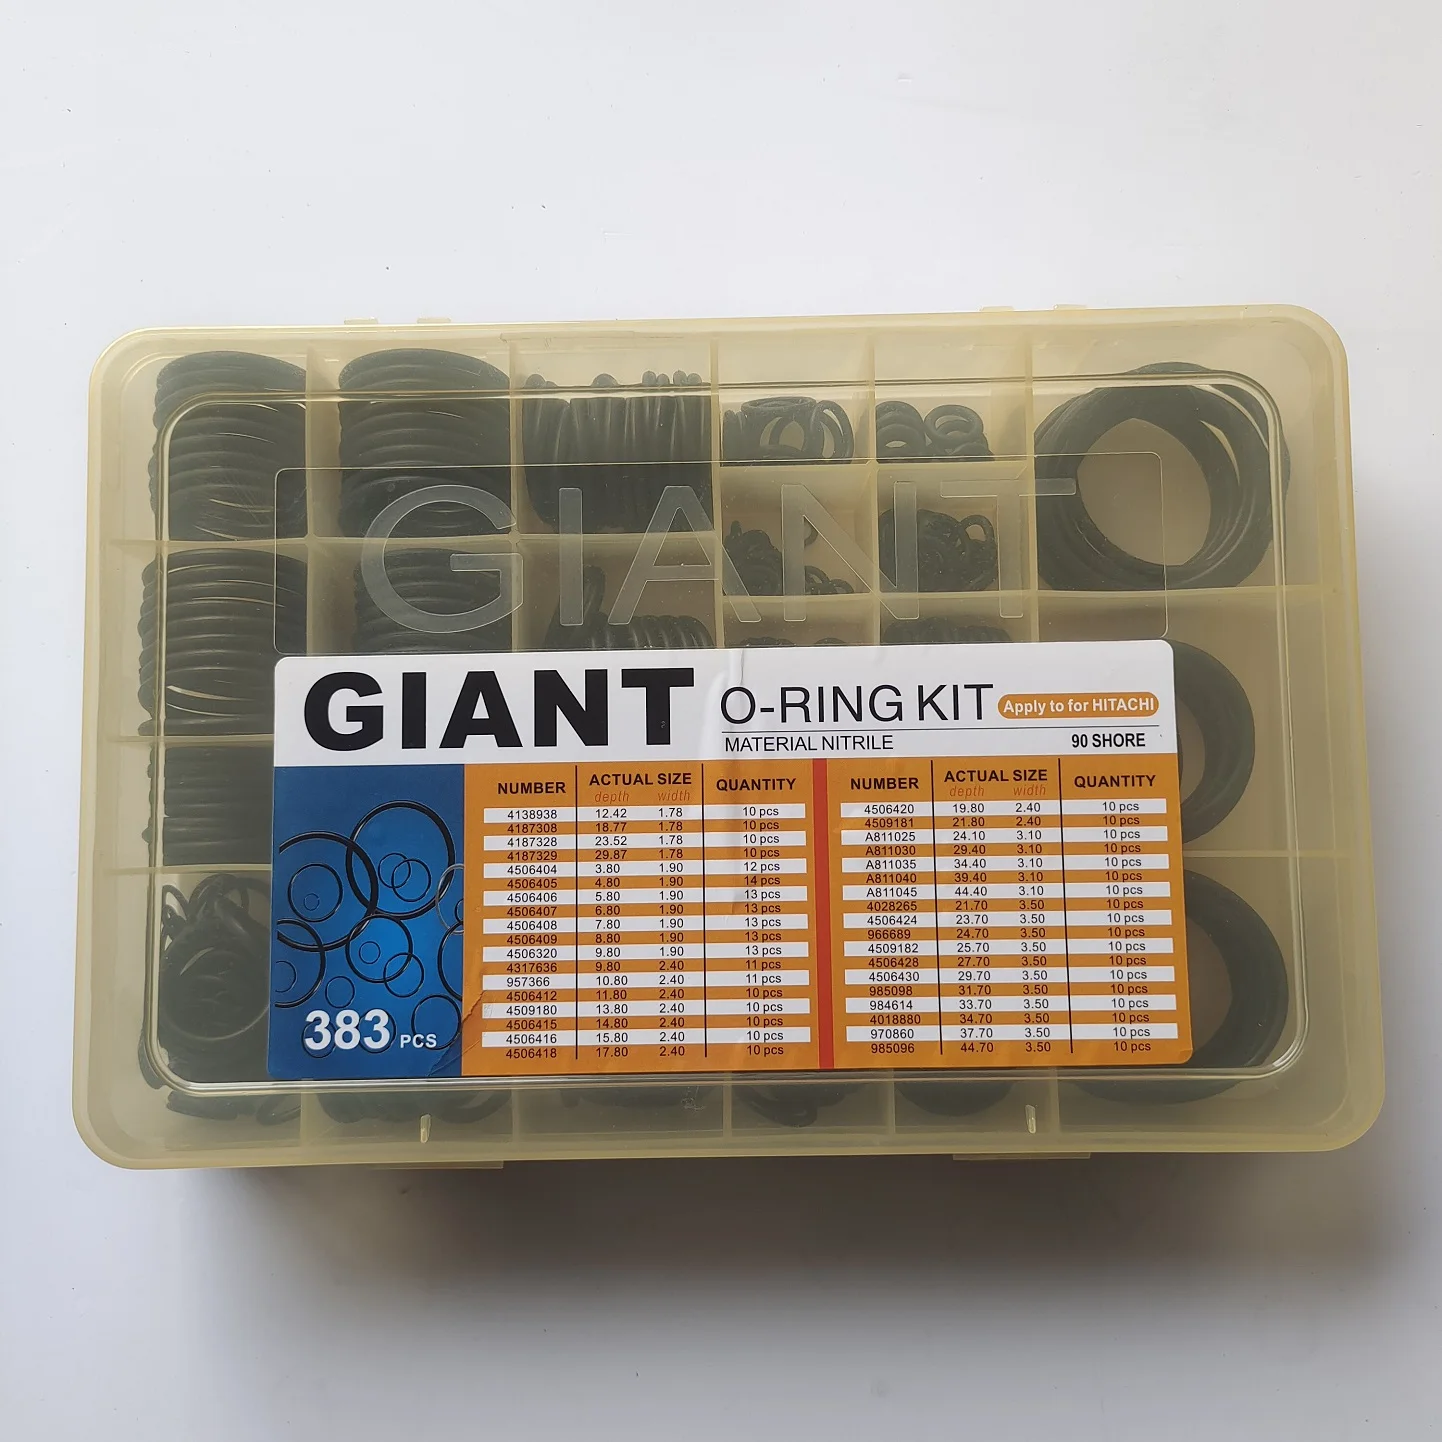 GIANT
GIANT
O-RING KIT Apply to for HITACHI
MATERIAL NITRILE 90 SHORE
NUMBER ACTUAL SIZE QUANTITY
depth width
4138938 12.42 1.78 10 pcs
4187308 18.77 1.78 10 pcs
4187328 23.52 1.78 10 pcs
4187329 29.87 1.78 10 pcs
4506404 3.80 1.90 12 pcs
4506405 4.80 1.90 14 pcs
4506406 5.80 1.90 13 pcs
4506407 6.80 1.90 13 pcs
4506408 7.80 1.90 13 pcs
4506409 8.80 1.90 13 pcs
4506320 9.80 1.90 13 pcs
4317636 9.80 2.40 11 pcs
957366 10.80 2.40 11 pcs
4506412 11.80 2.40 10 pcs
4509180 13.80 2.40 10 pcs
4506415 14.80 2.40 10 pcs
4506416 15.80 2.40 10 pcs
4506418 17.80 2.40 10 pcs
NUMBER ACTUAL SIZE QUANTITY
depth width
4506420 19.80 2.40 10 pcs
4509181 21.80 2.40 10 pcs
A811025 24.10 3.10 10 pcs
A811030 29.40 3.10 10 pcs
A811035 34.40 3.10 10 pcs
A811040 39.40 3.10 10 pcs
A811045 44.40 3.10 10 pcs
4028265 21.70 3.50 10 pcs
4506424 23.70 3.50 10 pcs
966689 24.70 3.50 10 pcs
4509182 25.70 3.50 10 pcs
4506428 27.70 3.50 10 pcs
4506430 29.70 3.50 10 pcs
985098 31.70 3.50 10 pcs
984614 33.70 3.50 10 pcs
4018880 34.70 3.50 10 pcs
970860 37.70 3.50 10 pcs
985096 44.70 3.50 10 pcs
383 PCS